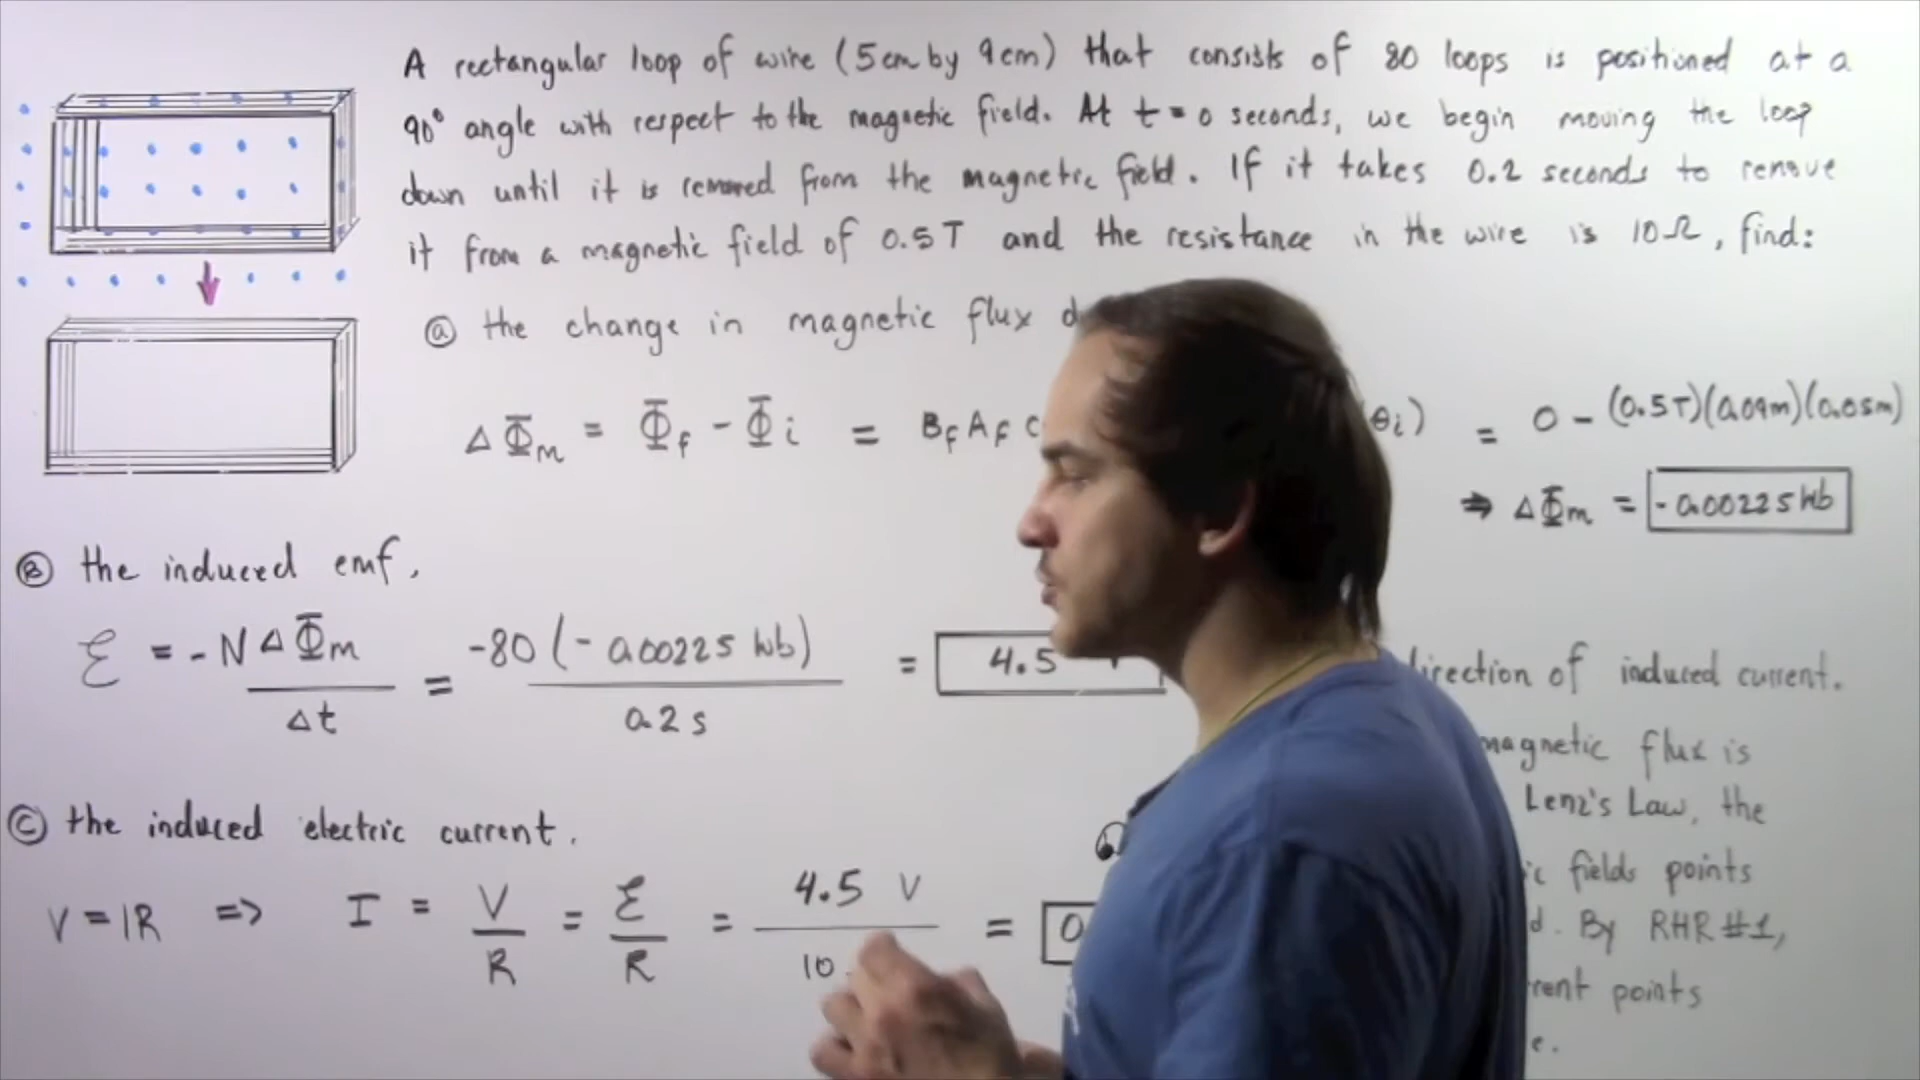 A rectangular loop of wire (5cm by 9cm) that consists of 80 loops is positioned at a
90° angle with respect to the magnetic field. At t=0 seconds, we begin moving the loop
down until it is removed from the magnetic field. If it takes 0.2 seconds to remove
it from a magnetic field of 0.5T and the resistance in the wire is 10Ω, find:
ⓐ the change in magnetic flux d
ΔΦm = Φf - Φi = BfAf c θi) = 0 - (0.5T)(0.09m)(0.05m)
⇒ ΔΦm = -0.00225 Wb
Ⓑ the induced emf.
ℰ = -NΔΦm / Δt = -80 (-0.00225 Wb) / 0.2s = 4.5
direction of induced current.
magnetic flux is
Lenz's Law, the
ic fields points
d. By RHR#1,
rent points
e.
Ⓒ the induced electric current.
V=IR => I = V/R = ℰ/R = 4.5 V / 10 = 0